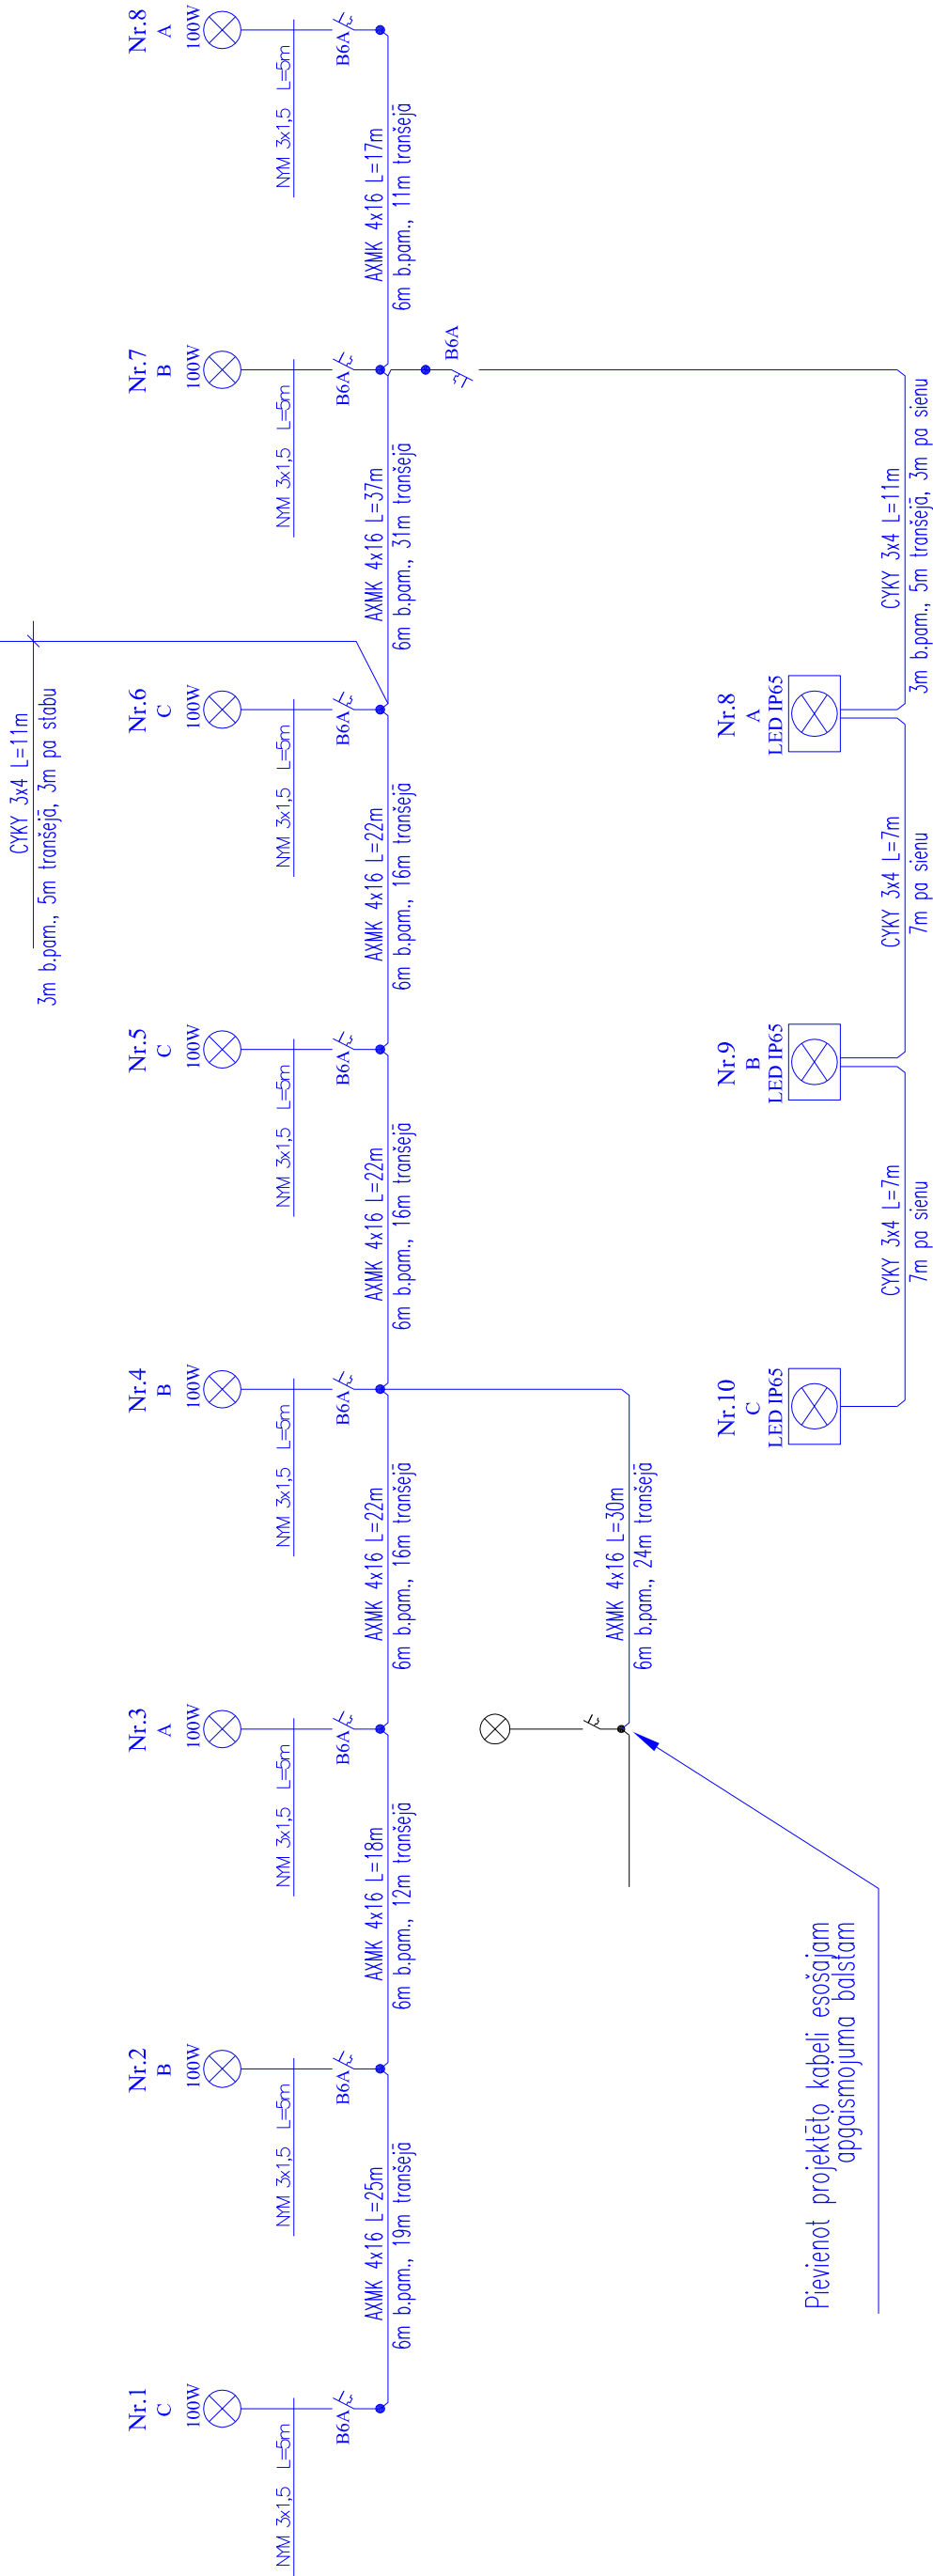 Nr.1
C
100W
NYM 3x1,5 L=5m
B6A
AXMK 4x16 L=25m
6m b.pam., 19m tranšejā
Nr.2
B
100W
NYM 3x1,5 L=5m
B6A
AXMK 4x16 L=18m
6m b.pam., 12m tranšejā
Nr.3
A
100W
NYM 3x1,5 L=5m
B6A
AXMK 4x16 L=22m
6m b.pam., 16m tranšejā
Nr.4
B
100W
NYM 3x1,5 L=5m
B6A
AXMK 4x16 L=22m
6m b.pam., 16m tranšejā
Nr.5
C
100W
NYM 3x1,5 L=5m
B6A
AXMK 4x16 L=22m
6m b.pam., 16m tranšejā
Nr.6
C
100W
NYM 3x1,5 L=5m
B6A
CYKY 3x4 L=11m
3m b.pam., 5m tranšejā, 3m pa stabu
AXMK 4x16 L=37m
6m b.pam., 31m tranšejā
Nr.7
B
100W
NYM 3x1,5 L=5m
B6A
B6A
AXMK 4x16 L=17m
6m b.pam., 11m tranšejā
Nr.8
A
100W
NYM 3x1,5 L=5m
B6A
AXMK 4x16 L=30m
6m b.pam., 24m tranšejā
Pievienot projektēto kabeli esošajam
apgaismojuma balstam
Nr.10
C
LED IP65
CYKY 3x4 L=7m
7m pa sienu
Nr.9
B
LED IP65
CYKY 3x4 L=7m
7m pa sienu
Nr.8
A
LED IP65
CYKY 3x4 L=11m
3m b.pam., 5m tranšejā, 3m pa sienu